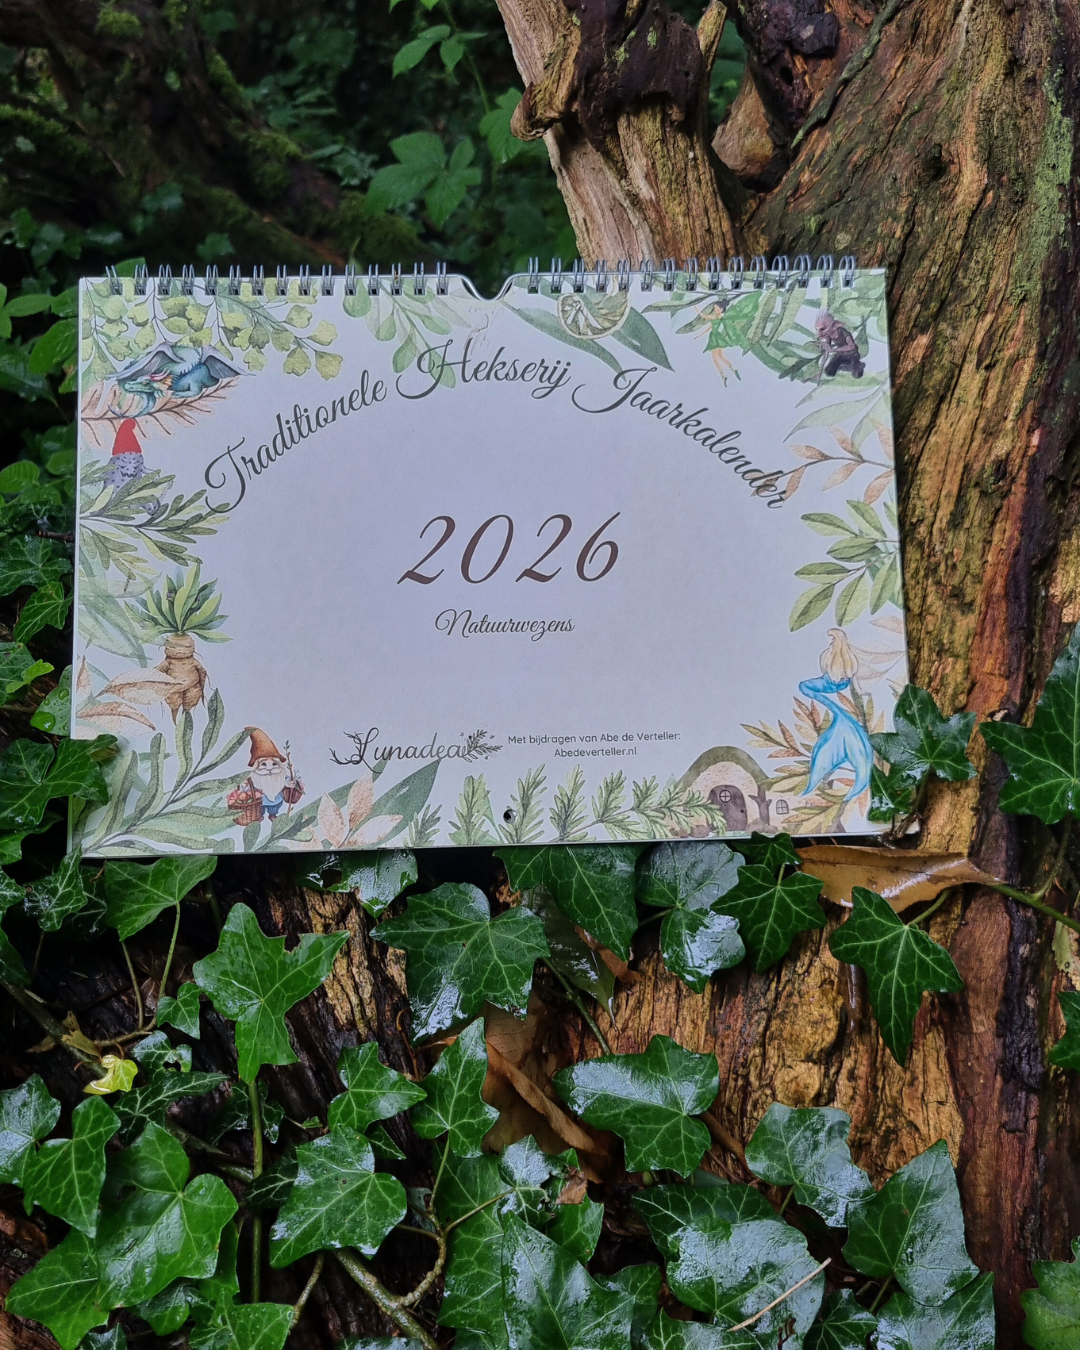 Traditionele Hekserij Jaarkalender
2026
Natuurwezens
Lunadea
Met bijdragen van Abe de Verteller:
Abedeverteller.nl